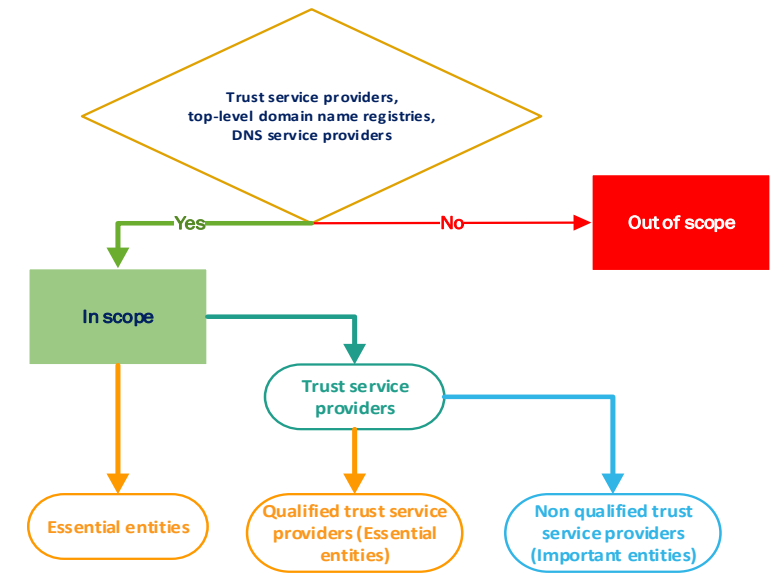 Trust service providers,
top-level domain name registries,
DNS service providers
Yes
No
Out of scope
In scope
Trust service
providers
Essential entities
Qualified trust service
providers (Essential
entities)
Non qualified trust
service providers
(Important entities)